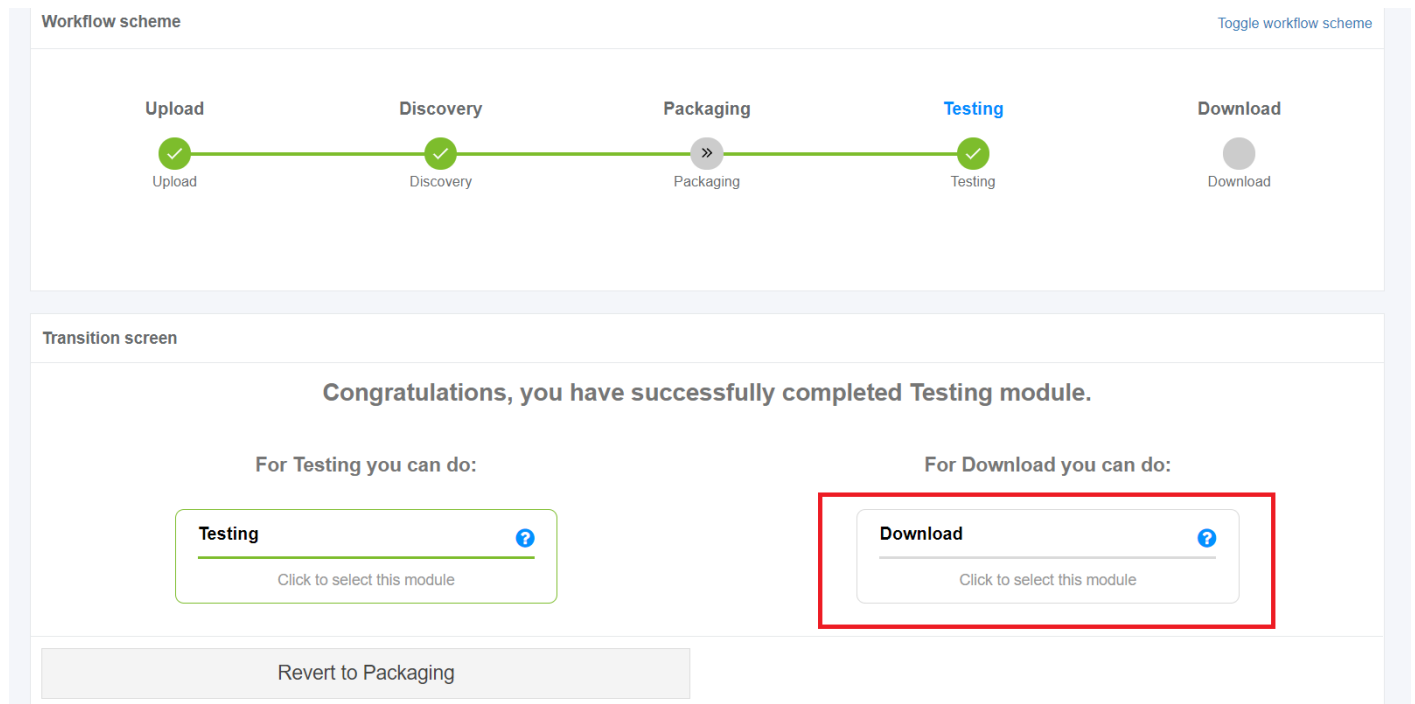 Workflow scheme
Toggle workflow scheme
Upload Discovery Packaging Testing Download
Upload Discovery Packaging Testing Download
Transition screen
Congratulations, you have successfully completed Testing module.
For Testing you can do: For Download you can do:
Testing ? Download ?
Click to select this module Click to select this module
Revert to Packaging